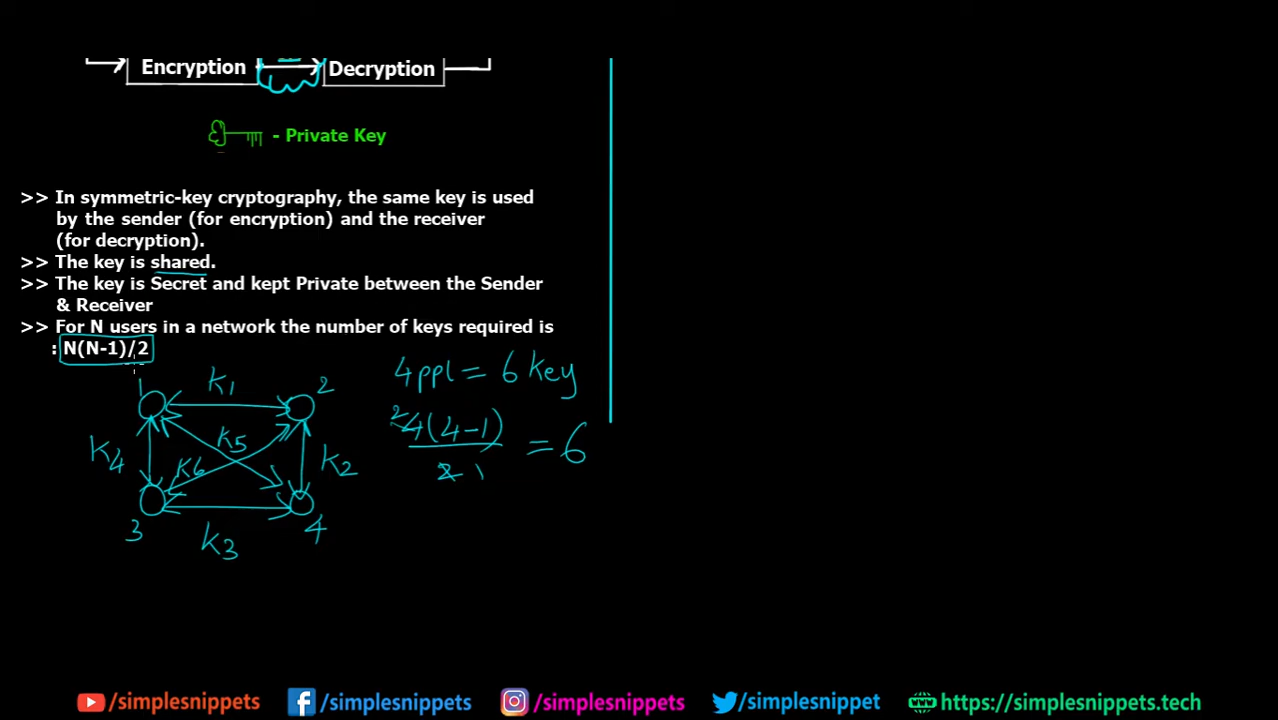 Encryption Decryption
- Private Key
>> In symmetric-key cryptography, the same key is used
by the sender (for encryption) and the receiver
(for decryption).
>> The key is shared.
>> The key is Secret and kept Private between the Sender
& Receiver
>> For N users in a network the number of keys required is
: N(N-1)/2
4ppl = 6 key
1 K1 2
2 4(4-1)
K4 K5 K6 K2
= 6
2 1
3 K3 4
/simplesnippets /simplesnippets /simplesnippets /simplesnippet https://simplesnippets.tech